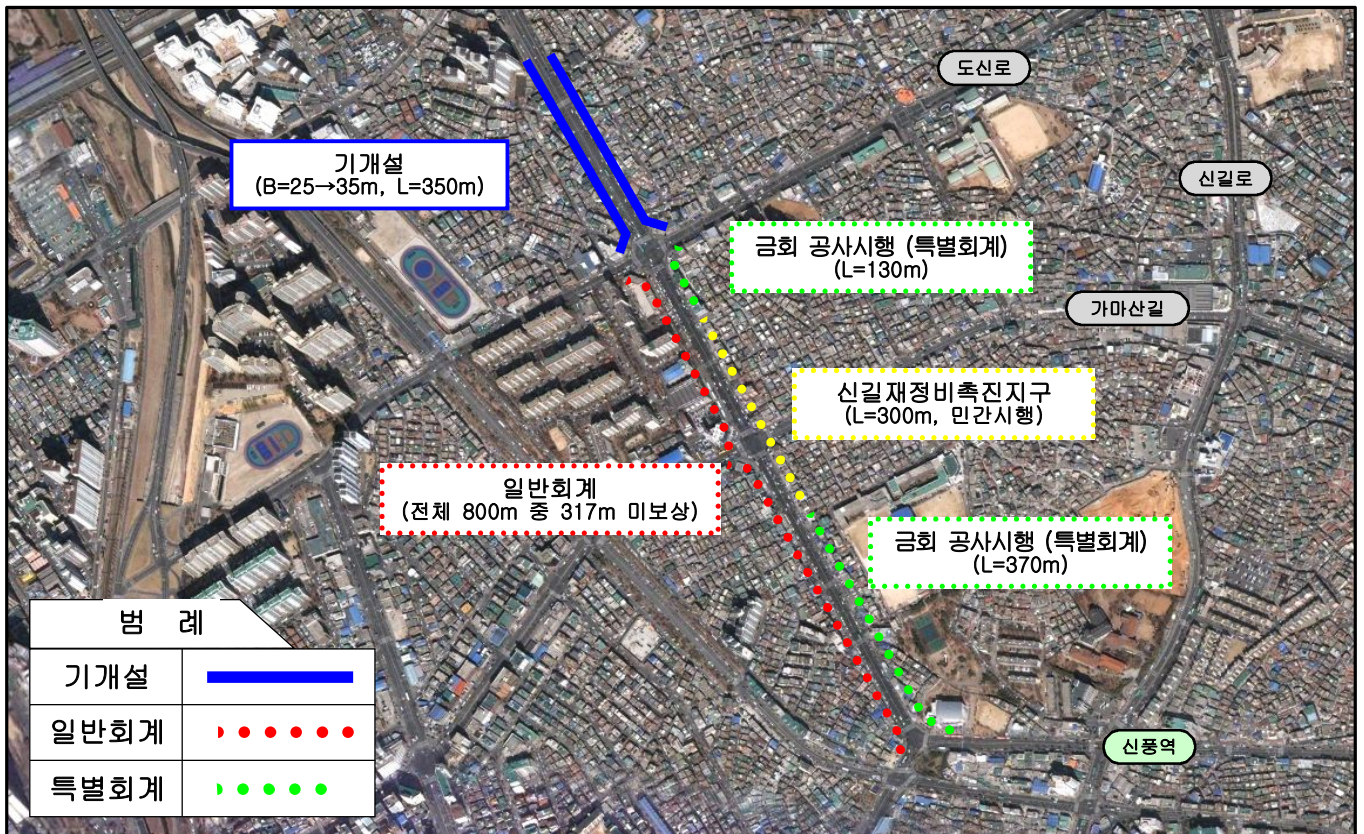 도신로
기개설
(B=25→35m, L=350m)
신길로
금회 공사시행 (특별회계)
(L=130m)
가마산길
신길재정비촉진지구
(L=300m, 민간시행)
일반회계
(전체 800m 중 317m 미보상)
금회 공사시행 (특별회계)
(L=370m)
범 례
기개설
일반회계
특별회계
신풍역